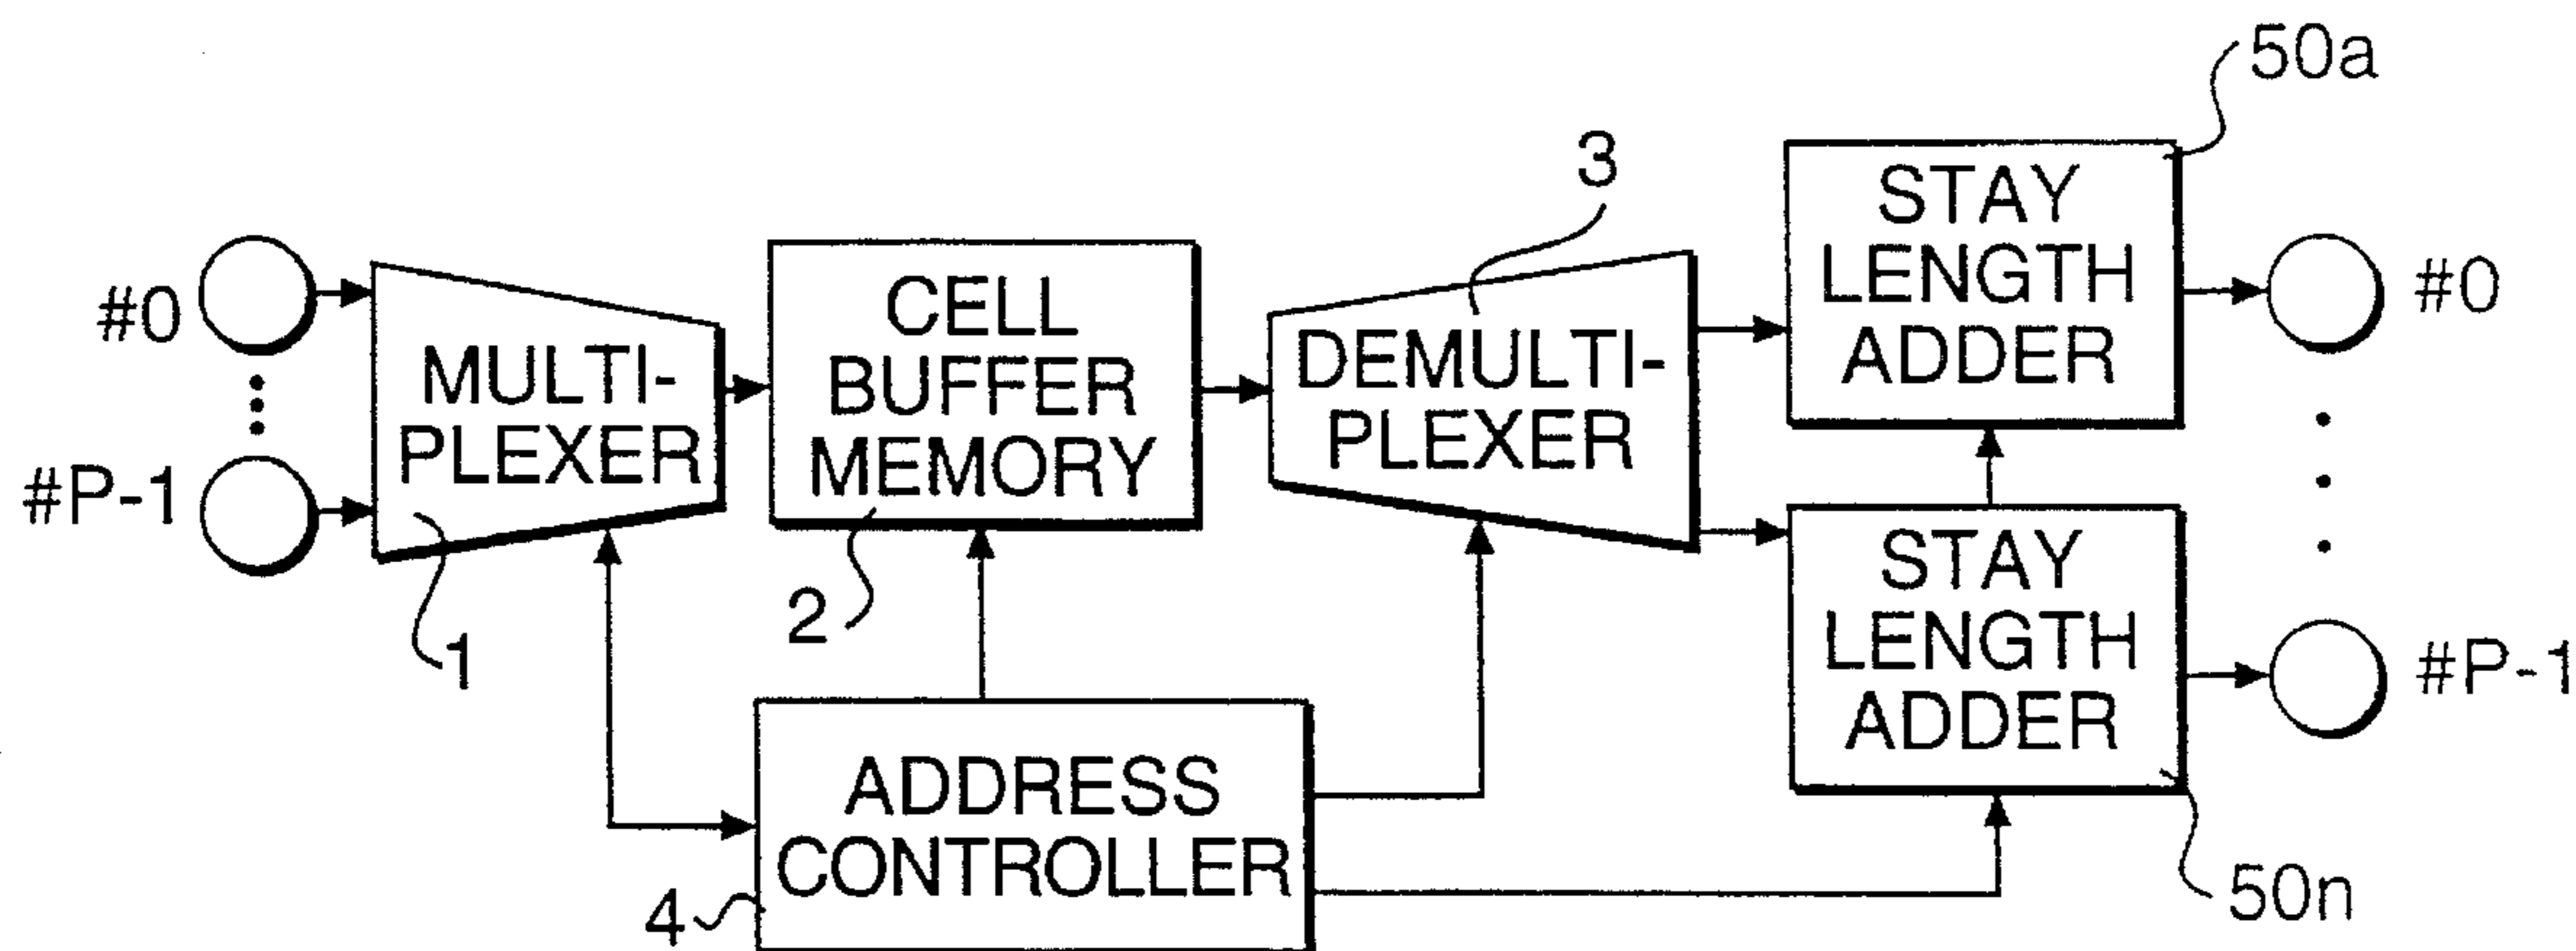 50a
3
STAY
LENGTH
ADDER
#0
MULTI-
PLEXER
CELL
BUFFER
MEMORY
DEMULTI-
PLEXER
#0
#P-1
1
2
STAY
LENGTH
ADDER
#P-1
ADDRESS
CONTROLLER
4
50n